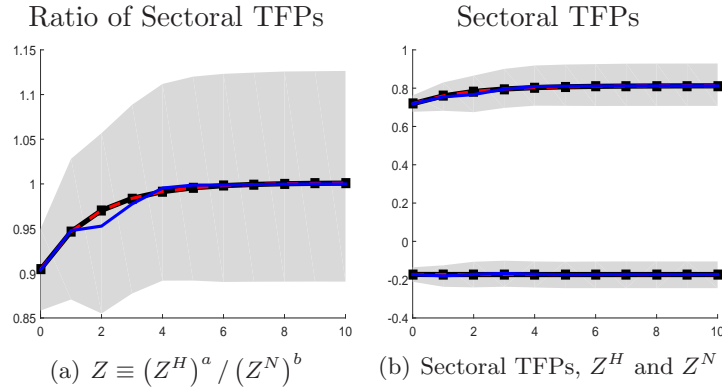 Ratio of Sectoral TFPs
1.15
1.1
1.05
1
0.95
0.9
0.85
0 2 4 6 8 10
(a) Z ≡ (Z^H)^a / (Z^N)^b
Sectoral TFPs
1
0.8
0.6
0.4
0.2
0
-0.2
-0.4
0 2 4 6 8 10
(b) Sectoral TFPs, Z^H and Z^N